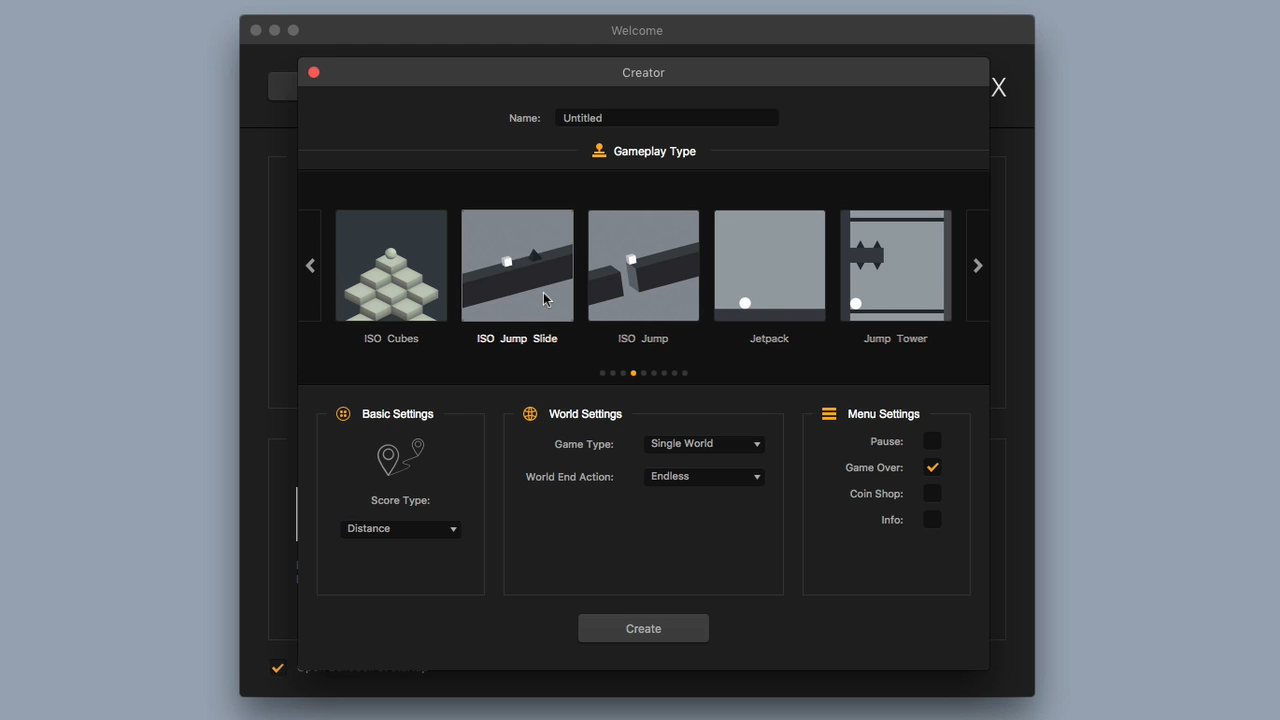 Welcome
Creator
X
Name: Untitled
Gameplay Type
ISO Cubes
ISO Jump Slide
ISO Jump
Jetpack
Jump Tower
Basic Settings
Score Type:
Distance
World Settings
Game Type: Single World
World End Action: Endless
Menu Settings
Pause:
Game Over:
Coin Shop:
Info:
Create